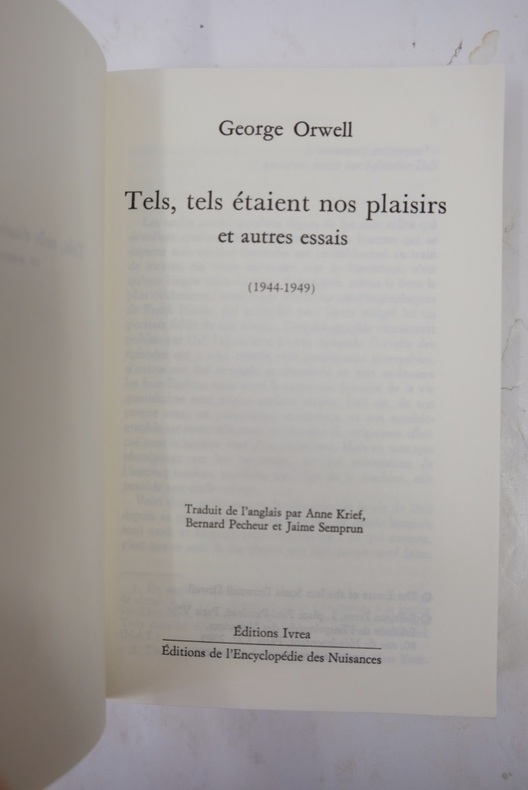 George Orwell
Tels, tels étaient nos plaisirs
et autres essais
(1944-1949)
Traduit de l'anglais par Anne Krief,
Bernard Pecheur et Jaime Semprun
Éditions Ivrea
Éditions de l'Encyclopédie des Nuisances